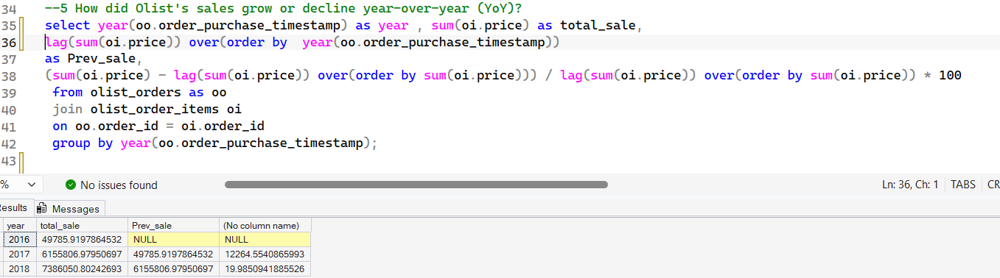 34 --5 How did Olist's sales grow or decline year-over-year (YoY)?
35 select year(oo.order_purchase_timestamp) as year , sum(oi.price) as total_sale,
36 lag(sum(oi.price)) over(order by  year(oo.order_purchase_timestamp))
37 as Prev_sale,
38 (sum(oi.price) - lag(sum(oi.price)) over(order by sum(oi.price))) / lag(sum(oi.price)) over(order by sum(oi.price)) * 100
39 from olist_orders as oo
40 join olist_order_items oi
41 on oo.order_id = oi.order_id
42 group by year(oo.order_purchase_timestamp);
43
% No issues found Ln: 36, Ch: 1 TABS CR
esults Messages
year total_sale Prev_sale (No column name)
2016 49785.9197864532 NULL NULL
2017 6155806.97950697 49785.9197864532 12264.5540865993
2018 7386050.80242693 6155806.97950697 19.9850941885526